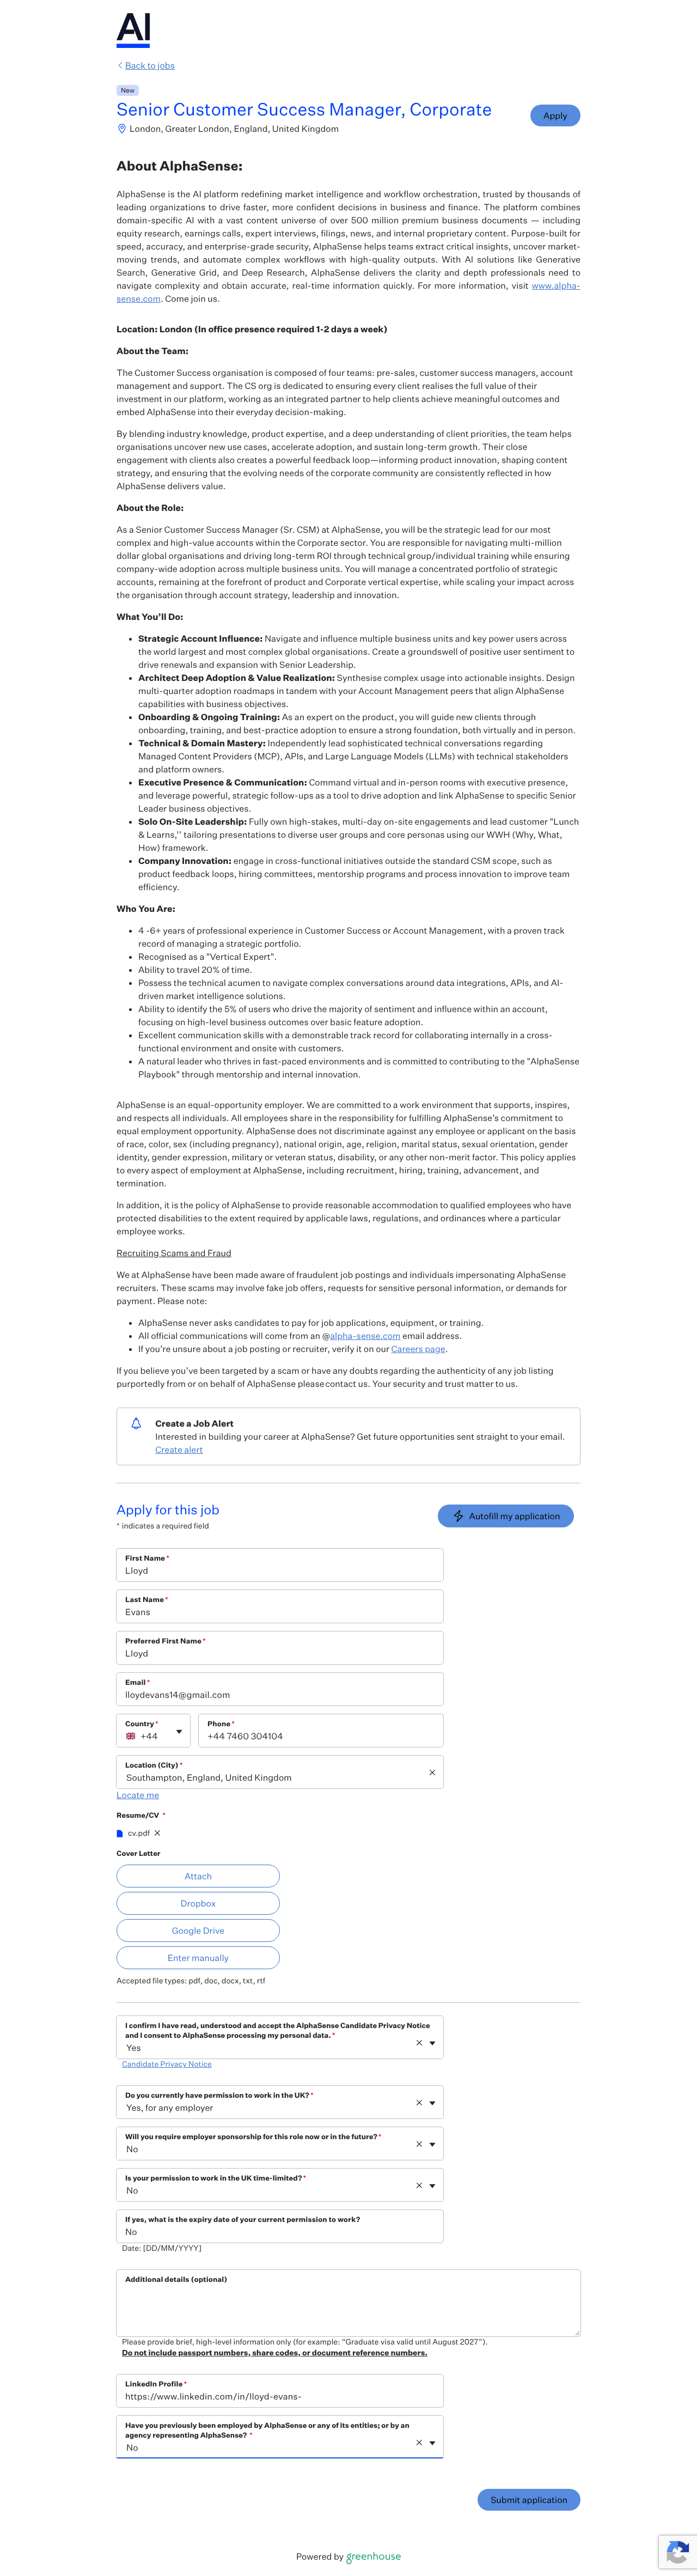 AI
Back to jobs
New
Senior Customer Success Manager, Corporate
Apply
London, Greater London, England, United Kingdom
About AlphaSense:
AlphaSense is the AI platform redefining market intelligence and workflow orchestration, trusted by thousands of
leading organizations to drive faster, more confident decisions in business and finance. The platform combines
domain-specific AI with a vast content universe of over 500 million premium business documents — including
equity research, earnings calls, expert interviews, filings, news, and internal proprietary content. Purpose-built for
speed, accuracy, and enterprise-grade security, AlphaSense helps teams extract critical insights, uncover market-
moving trends, and automate complex workflows with high-quality outputs. With AI solutions like Generative
Search, Generative Grid, and Deep Research, AlphaSense delivers the clarity and depth professionals need to
navigate complexity and obtain accurate, real-time information quickly. For more information, visit www.alpha-
sense.com. Come join us.
Location: London (In office presence required 1-2 days a week)
About the Team:
The Customer Success organisation is composed of four teams: pre-sales, customer success managers, account
management and support. The CS org is dedicated to ensuring every client realises the full value of their
investment in our platform, working as an integrated partner to help clients achieve meaningful outcomes and
embed AlphaSense into their everyday decision-making.
By blending industry knowledge, product expertise, and a deep understanding of client priorities, the team helps
organisations uncover new use cases, accelerate adoption, and sustain long-term growth. Their close
engagement with clients also creates a powerful feedback loop—informing product innovation, shaping content
strategy, and ensuring that the evolving needs of the corporate community are consistently reflected in how
AlphaSense delivers value.
About the Role:
As a Senior Customer Success Manager (Sr. CSM) at AlphaSense, you will be the strategic lead for our most
complex and high-value accounts within the Corporate sector. You are responsible for navigating multi-million
dollar global organisations and driving long-term ROI through technical group/individual training while ensuring
company-wide adoption across multiple business units. You will manage a concentrated portfolio of strategic
accounts, remaining at the forefront of product and Corporate vertical expertise, while scaling your impact across
the organisation through account strategy, leadership and innovation.
What You'll Do:
• Strategic Account Influence: Navigate and influence multiple business units and key power users across
the world largest and most complex global organisations. Create a groundswell of positive user sentiment to
drive renewals and expansion with Senior Leadership.
• Architect Deep Adoption & Value Realization: Synthesise complex usage into actionable insights. Design
multi-quarter adoption roadmaps in tandem with your Account Management peers that align AlphaSense
capabilities with business objectives.
• Onboarding & Ongoing Training: As an expert on the product, you will guide new clients through
onboarding, training, and best-practice adoption to ensure a strong foundation, both virtually and in person.
• Technical & Domain Mastery: Independently lead sophisticated technical conversations regarding
Managed Content Providers (MCP), APIs, and Large Language Models (LLMs) with technical stakeholders
and platform owners.
• Executive Presence & Communication: Command virtual and in-person rooms with executive presence,
and leverage powerful, strategic follow-ups as a tool to drive adoption and link AlphaSense to specific Senior
Leader business objectives.
• Solo On-Site Leadership: Fully own high-stakes, multi-day on-site engagements and lead customer "Lunch
& Learns,'' tailoring presentations to diverse user groups and core personas using our WWH (Why, What,
How) framework.
• Company Innovation: engage in cross-functional initiatives outside the standard CSM scope, such as
product feedback loops, hiring committees, mentorship programs and process innovation to improve team
efficiency.
Who You Are:
• 4 -6+ years of professional experience in Customer Success or Account Management, with a proven track
record of managing a strategic portfolio.
• Recognised as a "Vertical Expert".
• Ability to travel 20% of time.
• Possess the technical acumen to navigate complex conversations around data integrations, APIs, and AI-
driven market intelligence solutions.
• Ability to identify the 5% of users who drive the majority of sentiment and influence within an account,
focusing on high-level business outcomes over basic feature adoption.
• Excellent communication skills with a demonstrable track record for collaborating internally in a cross-
functional environment and onsite with customers.
• A natural leader who thrives in fast-paced environments and is committed to contributing to the "AlphaSense
Playbook" through mentorship and internal innovation.
AlphaSense is an equal-opportunity employer. We are committed to a work environment that supports, inspires,
and respects all individuals. All employees share in the responsibility for fulfilling AlphaSense's commitment to
equal employment opportunity. AlphaSense does not discriminate against any employee or applicant on the basis
of race, color, sex (including pregnancy), national origin, age, religion, marital status, sexual orientation, gender
identity, gender expression, military or veteran status, disability, or any other non-merit factor. This policy applies
to every aspect of employment at AlphaSense, including recruitment, hiring, training, advancement, and
termination.
In addition, it is the policy of AlphaSense to provide reasonable accommodation to qualified employees who have
protected disabilities to the extent required by applicable laws, regulations, and ordinances where a particular
employee works.
Recruiting Scams and Fraud
We at AlphaSense have been made aware of fraudulent job postings and individuals impersonating AlphaSense
recruiters. These scams may involve fake job offers, requests for sensitive personal information, or demands for
payment. Please note:
• AlphaSense never asks candidates to pay for job applications, equipment, or training.
• All official communications will come from an @alpha-sense.com email address.
• If you're unsure about a job posting or recruiter, verify it on our Careers page.
If you believe you've been targeted by a scam or have any doubts regarding the authenticity of any job listing
purportedly from or on behalf of AlphaSense please contact us. Your security and trust matter to us.
Create a Job Alert
Interested in building your career at AlphaSense? Get future opportunities sent straight to your email.
Create alert
Apply for this job
Autofill my application
* indicates a required field
First Name*
Lloyd
Last Name*
Evans
Preferred First Name*
Lloyd
Email*
lloydevans14@gmail.com
Country*
+44
Phone*
+44 7460 304104
Location (City)*
Southampton, England, United Kingdom
Locate me
Resume/CV *
cv.pdf
Cover Letter
Attach
Dropbox
Google Drive
Enter manually
Accepted file types: pdf, doc, docx, txt, rtf
I confirm I have read, understood and accept the AlphaSense Candidate Privacy Notice
and I consent to AlphaSense processing my personal data.*
Yes
Candidate Privacy Notice
Do you currently have permission to work in the UK?*
Yes, for any employer
Will you require employer sponsorship for this role now or in the future?*
No
Is your permission to work in the UK time-limited?*
No
If yes, what is the expiry date of your current permission to work?
No
Date: [DD/MM/YYYY]
Additional details (optional)
Please provide brief, high-level information only (for example: "Graduate visa valid until August 2027").
Do not include passport numbers, share codes, or document reference numbers.
LinkedIn Profile*
https://www.linkedin.com/in/lloyd-evans-
Have you previously been employed by AlphaSense or any of its entities; or by an
agency representing AlphaSense? *
No
Submit application
Powered by greenhouse